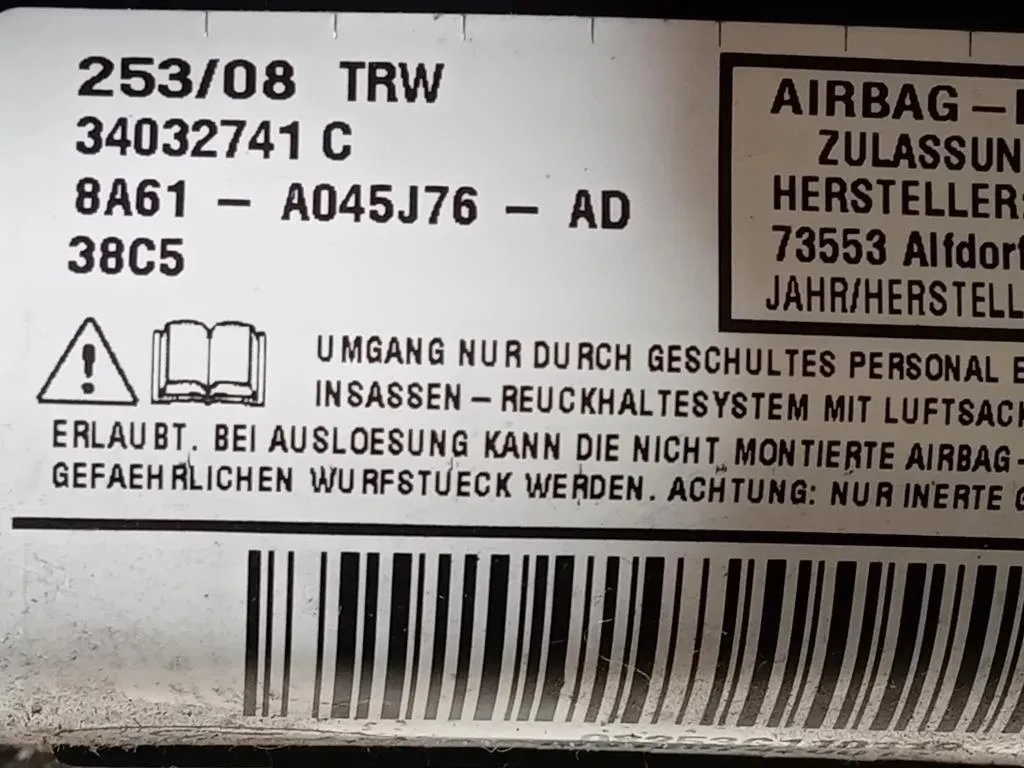 253/08 TRW
34032741 C
8A61 - A045J76 - AD
38C5
AIRBAG -
ZULASSUN
HERSTELLER:
73553 Alfdorf
JAHR/HERSTELL
UMGANG NUR DURCH GESCHULTES PERSONAL E
INSASSEN - REUCKHALTESYSTEM MIT LUFTSACK
ERLAUBT. BEI AUSLOESUNG KANN DIE NICHT MONTIERTE AIRBAG-
GEFAEHRLICHEN WURFSTUECK WERDEN. ACHTUNG: NUR INERTE G